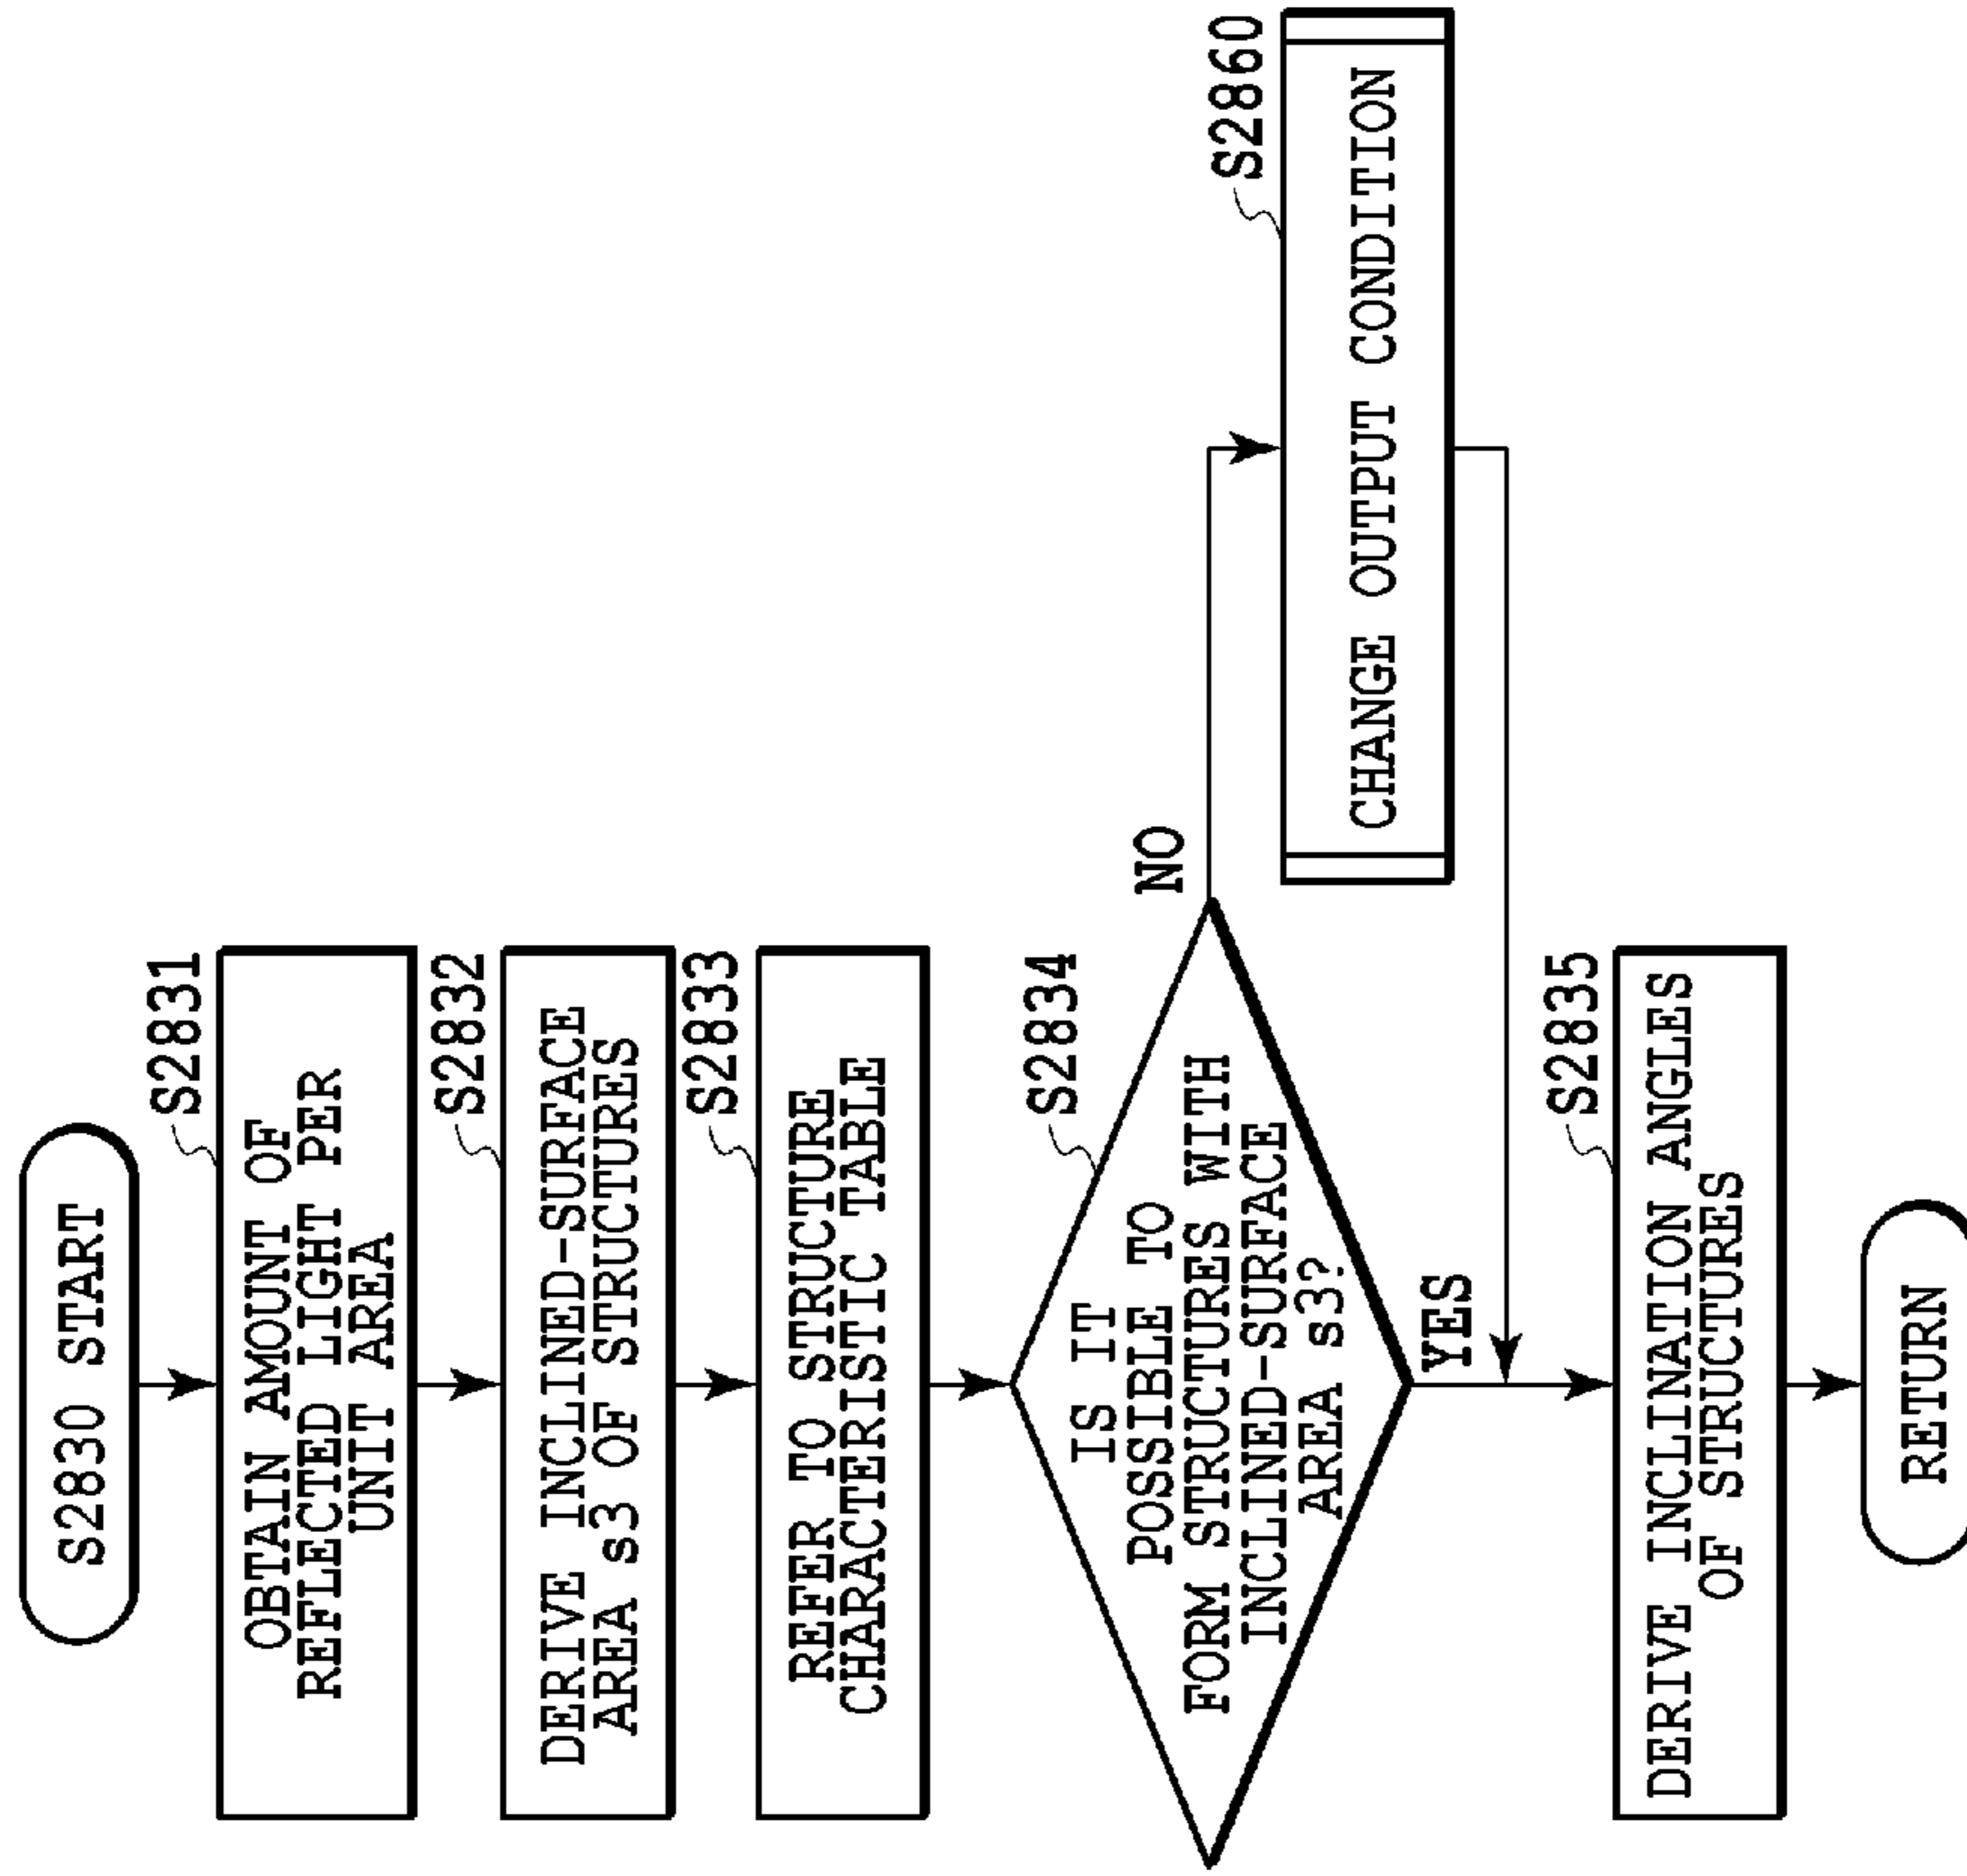 S2830 START
S2831
OBTAIN AMOUNT OF
REFLECTED LIGHT PER
UNIT AREA
S2832
DERIVE INCLINED-SURFACE
AREA s3 OF STRUCTURES
S2833
REFER TO STRUCTURE
CHARACTERISTIC TABLE
S2834
IS IT
POSSIBLE TO
FORM STRUCTURES WITH
INCLINED-SUREFACE
AREA s3?
NO
S2860
CHANGE OUTPUT CONDITION
YES
S2835
DERIVE INCLINATION ANGLES
OF STRUCTURES
RETURN